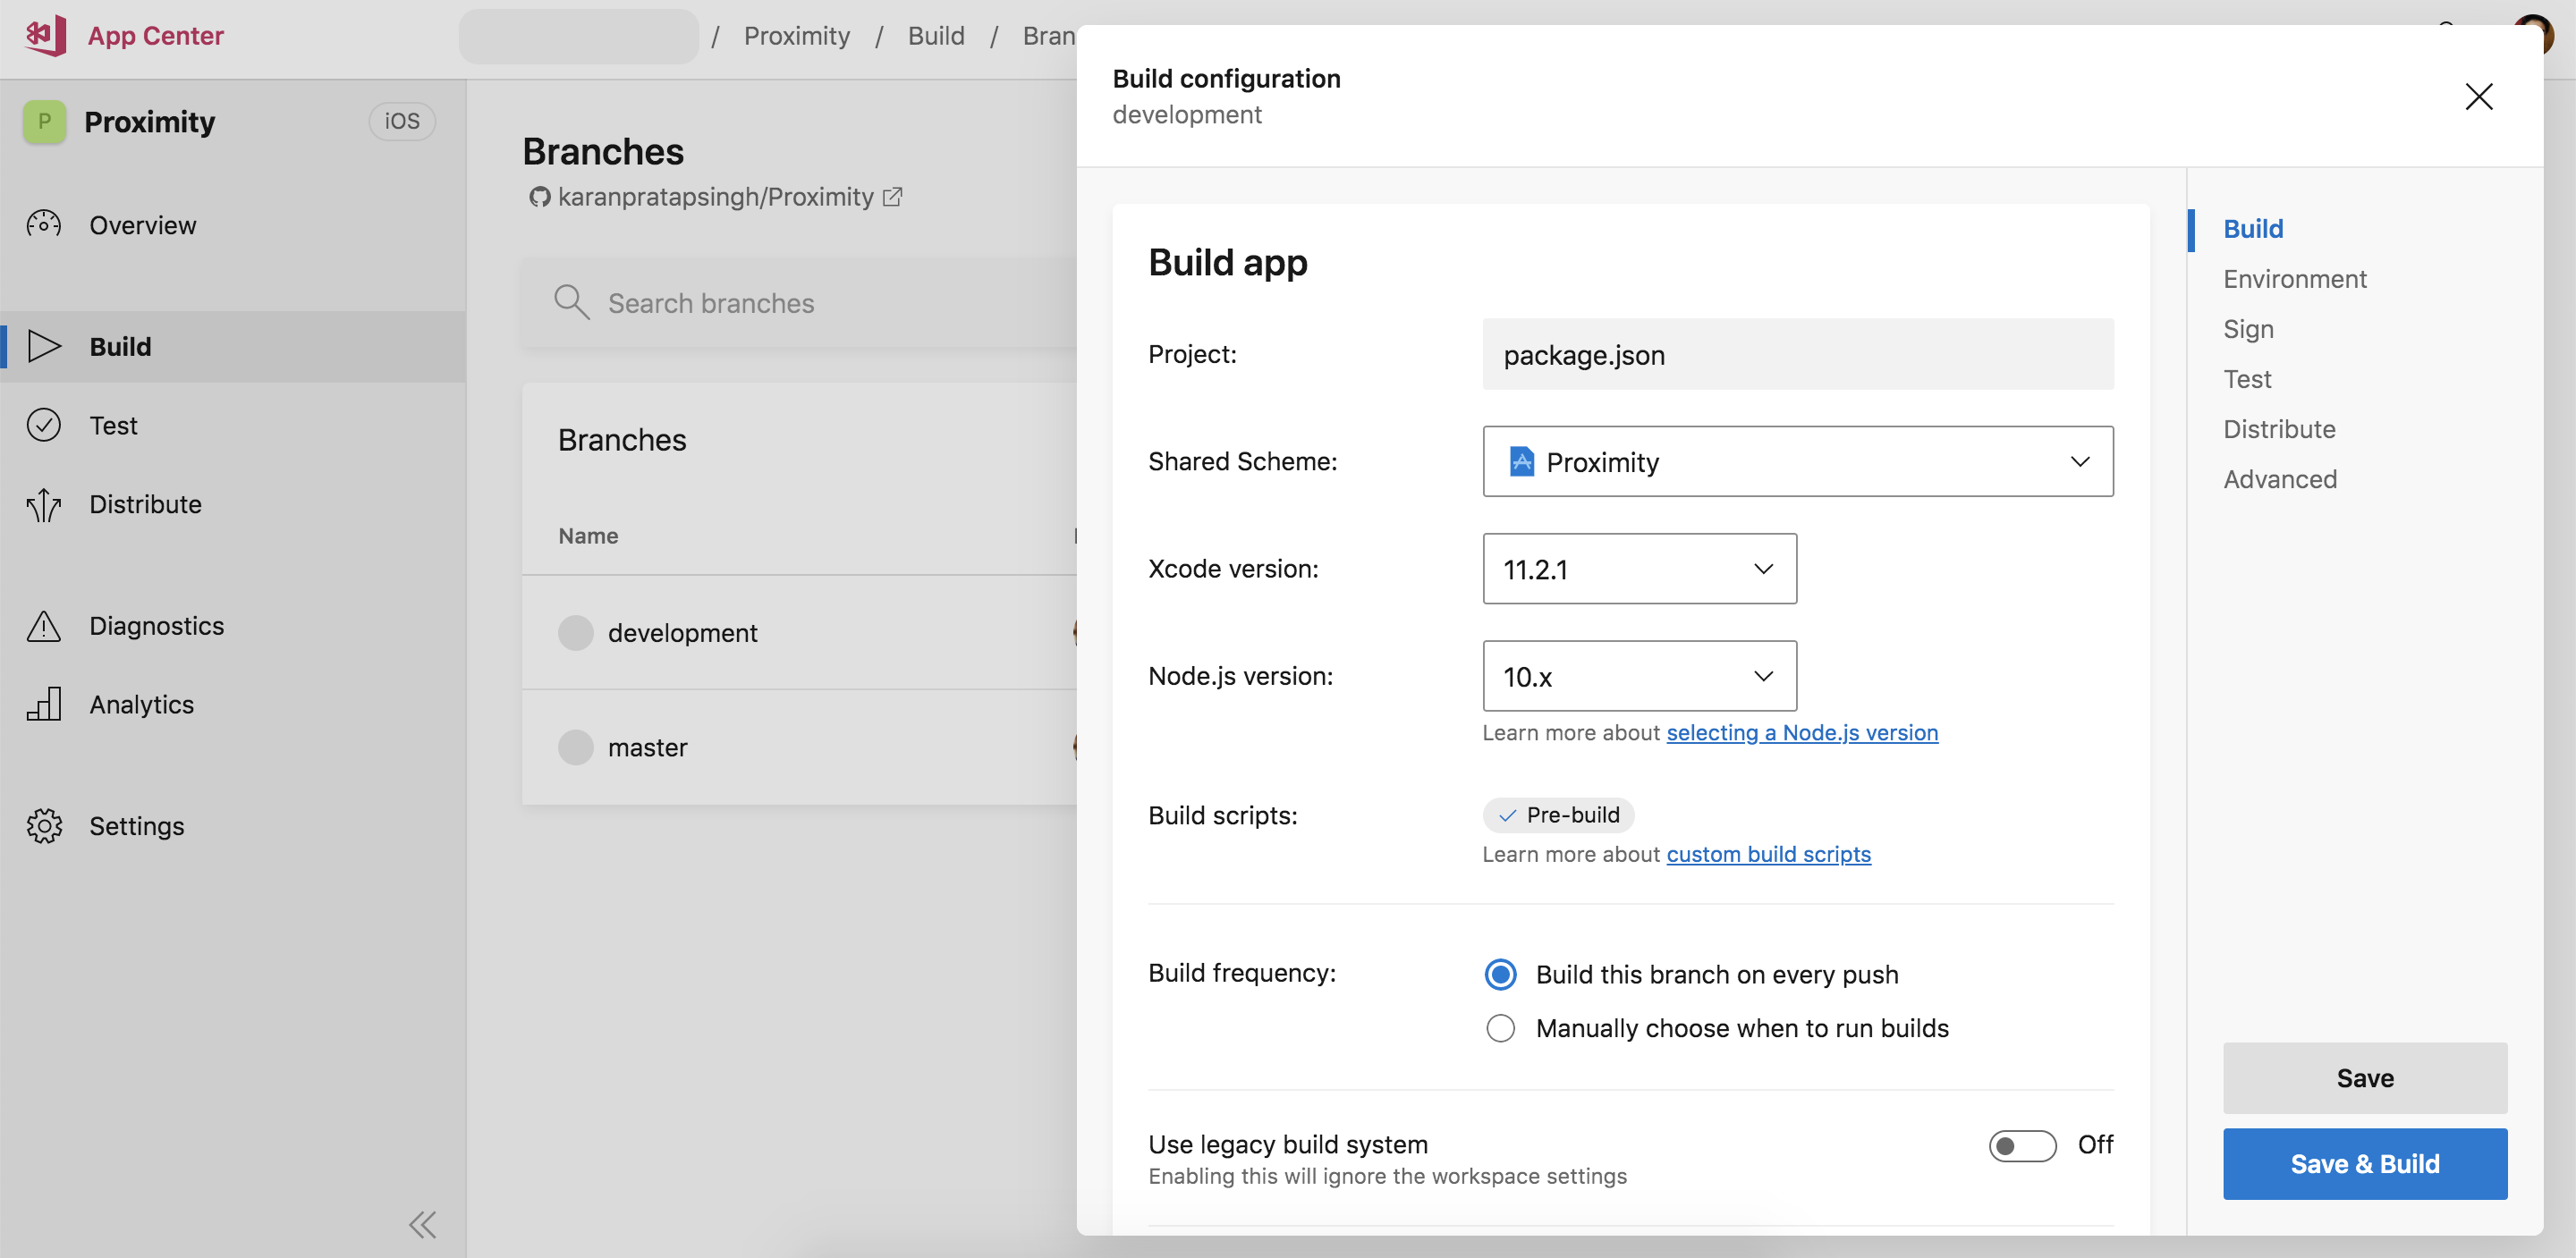 App Center
/ Proximity / Build / Bran
P Proximity iOS
Overview
Build
Test
Distribute
Diagnostics
Analytics
Settings
Branches
karanpratapsingh/Proximity
Search branches
Branches
Name
development
master
Build configuration
development
Build app
Project: package.json
Shared Scheme: Proximity
Xcode version: 11.2.1
Node.js version: 10.x
Learn more about selecting a Node.js version
Build scripts: Pre-build
Learn more about custom build scripts
Build frequency: Build this branch on every push
Manually choose when to run builds
Use legacy build system Off
Enabling this will ignore the workspace settings
Build
Environment
Sign
Test
Distribute
Advanced
Save
Save & Build